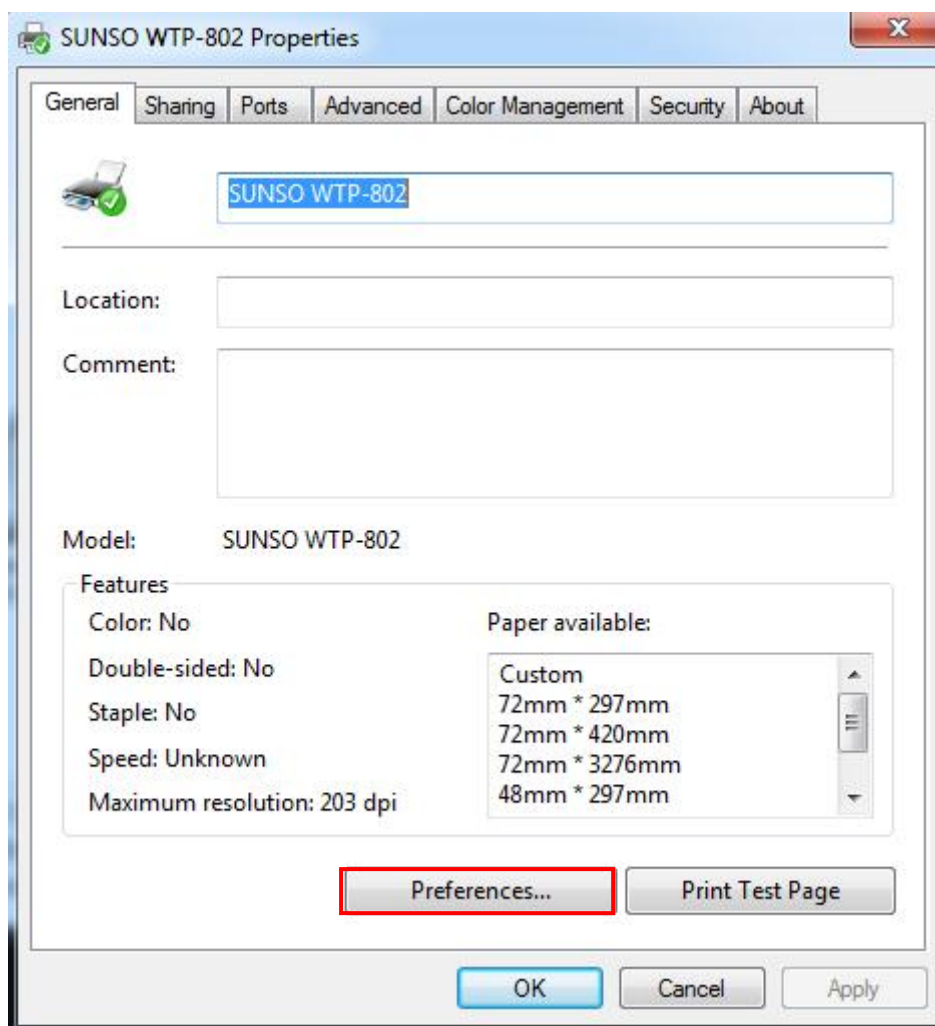 SUNSO WTP-802 Properties
General Sharing Ports Advanced Color Management Security About
SUNSO WTP-802
Location:
Comment:
Model: SUNSO WTP-802
Features
Color: No
Double-sided: No
Staple: No
Speed: Unknown
Maximum resolution: 203 dpi
Paper available:
Custom
72mm * 297mm
72mm * 420mm
72mm * 3276mm
48mm * 297mm
Preferences... Print Test Page
OK Cancel Apply